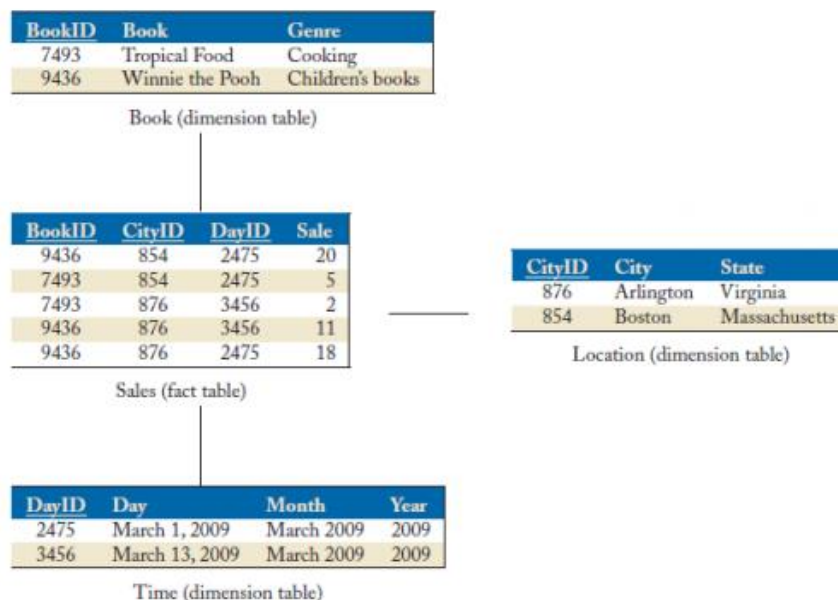 BookID Book Genre
7493 Tropical Food Cooking
9436 Winnie the Pooh Children's books
Book (dimension table)
BookID CityID DayID Sale
9436 854 2475 20
7493 854 2475 5
7493 876 3456 2
9436 876 3456 11
9436 876 2475 18
Sales (fact table)
CityID City State
876 Arlington Virginia
854 Boston Massachusetts
Location (dimension table)
DayID Day Month Year
2475 March 1, 2009 March 2009 2009
3456 March 13, 2009 March 2009 2009
Time (dimension table)